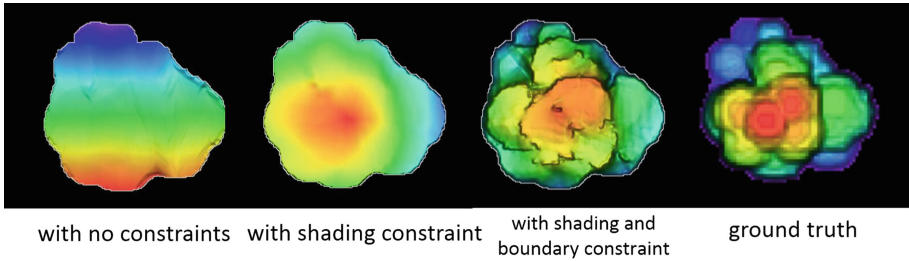 with no constraints
with shading constraint
with shading and
boundary constraint
ground truth